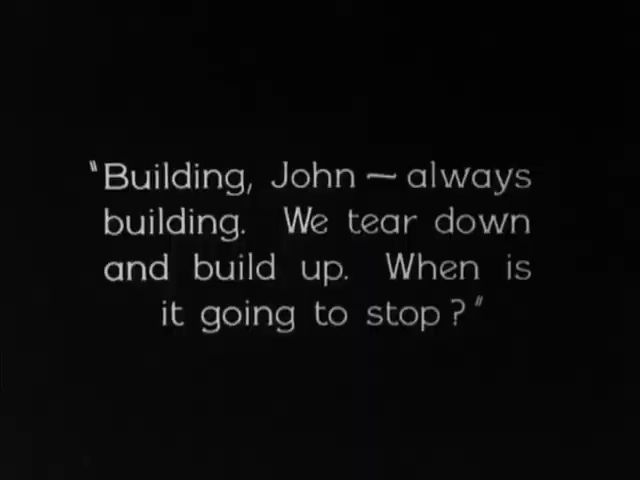 "Building, John — always
building. We tear down
and build up. When is
it going to stop?"